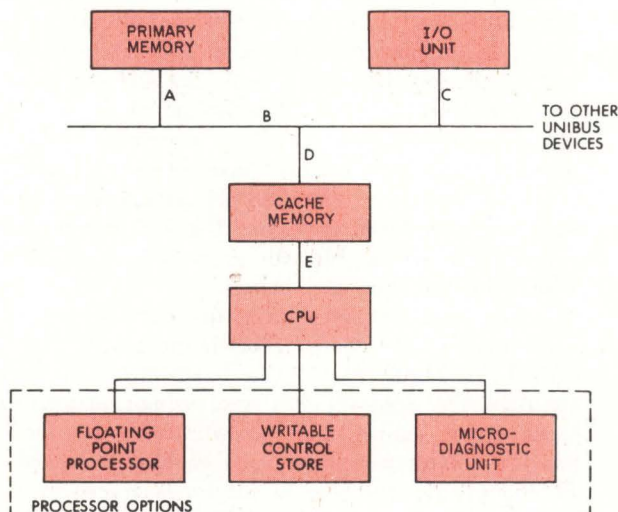 PRIMARY
MEMORY
I/O
UNIT
A
C
B
TO OTHER
UNIBUS
DEVICES
D
CACHE
MEMORY
E
CPU
FLOATING
POINT
PROCESSOR
WRITABLE
CONTROL
STORE
MICRO-
DIAGNOSTIC
UNIT
PROCESSOR OPTIONS